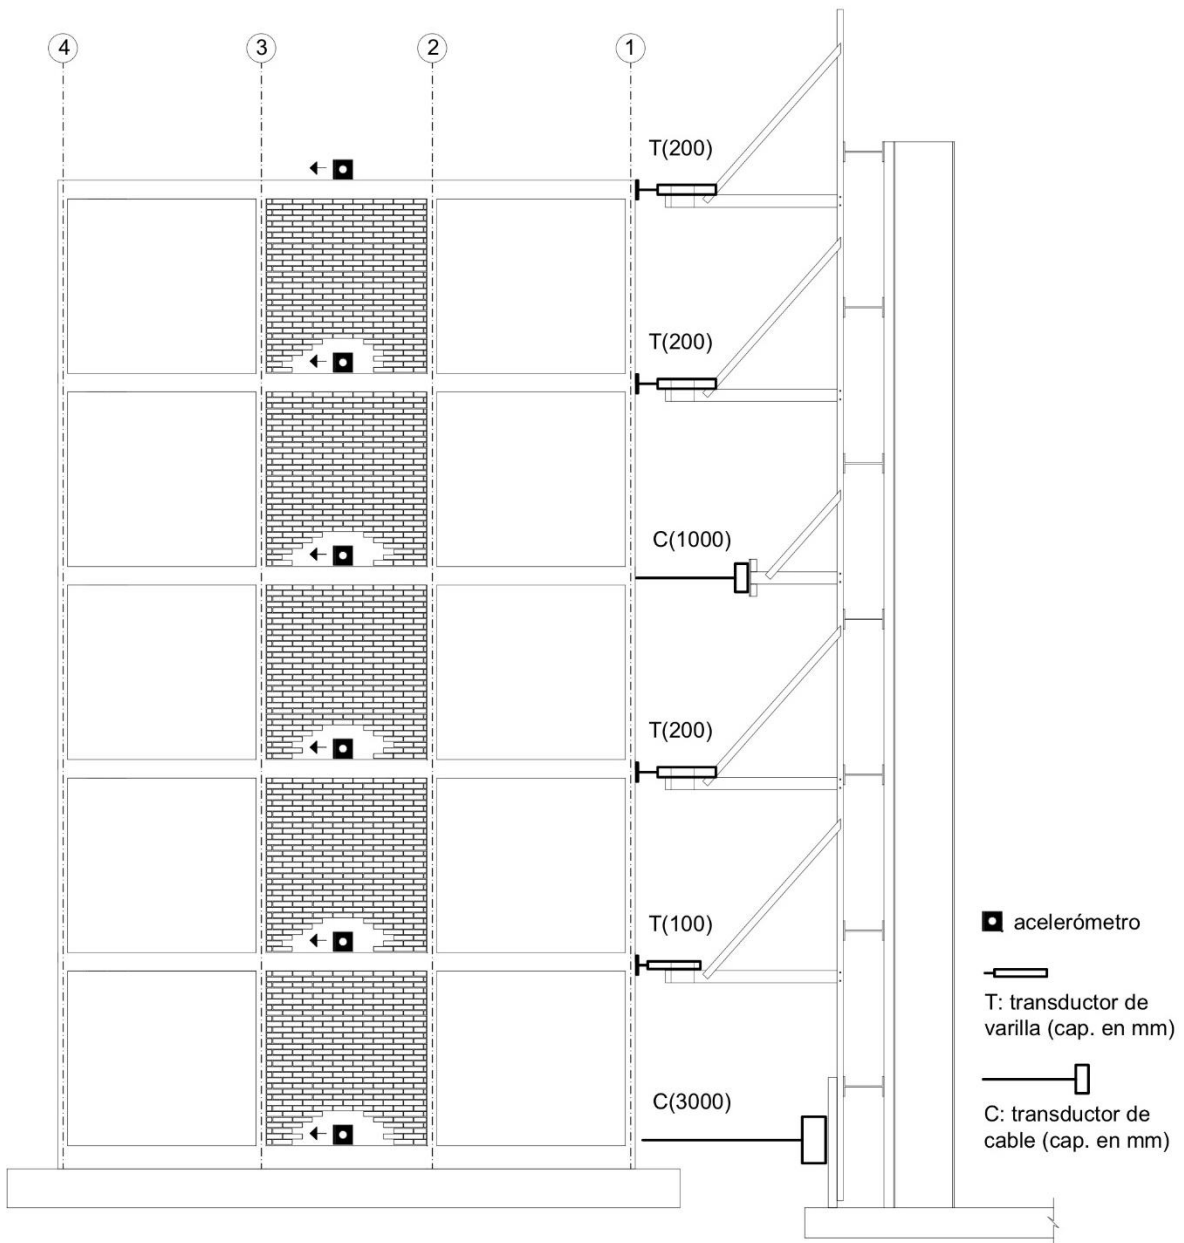 4
3
2
1
T(200)
T(200)
C(1000)
T(200)
T(100)
C(3000)
acelerómetro
T: transductor de
varilla (cap. en mm)
C: transductor de
cable (cap. en mm)